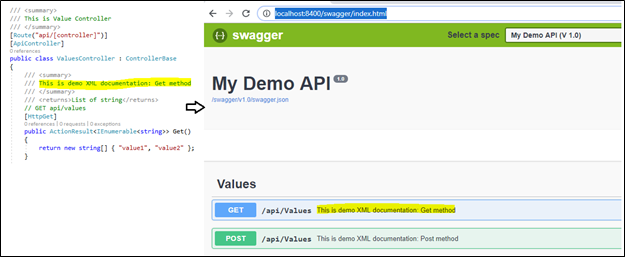 /// <summary>
/// This is Value Controller
/// </summary>
[Route("api/[controller]")]
[ApiController]
0 references
public class ValuesController : ControllerBase
{
/// <summary>
/// This is demo XML documentation: Get method
/// </summary>
/// <returns>List of string</returns>
// GET api/values
[HttpGet]
0 references | 0 requests | 0 exceptions
public ActionResult<IEnumerable<string>> Get()
{
return new string[] { "value1", "value2" };
}
localhost:8400/swagger/index.html
swagger
Select a spec
My Demo API (V 1.0)
My Demo API 1.0
/swagger/v1.0/swagger.json
Values
GET /api/Values This is demo XML documentation: Get method
POST /api/Values This is demo XML documentation: Post method